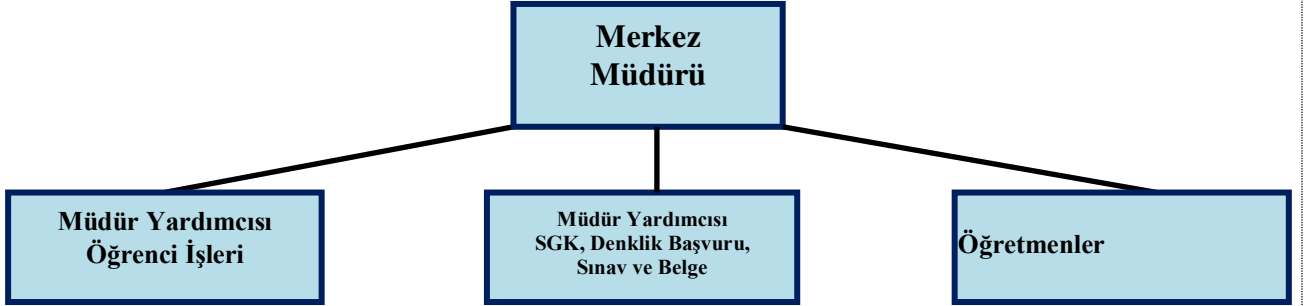 Merkez
Müdürü
Müdür Yardımcısı
Öğrenci İşleri
Müdür Yardımcısı
SGK, Denklik Başvuru,
Sınav ve Belge
Öğretmenler